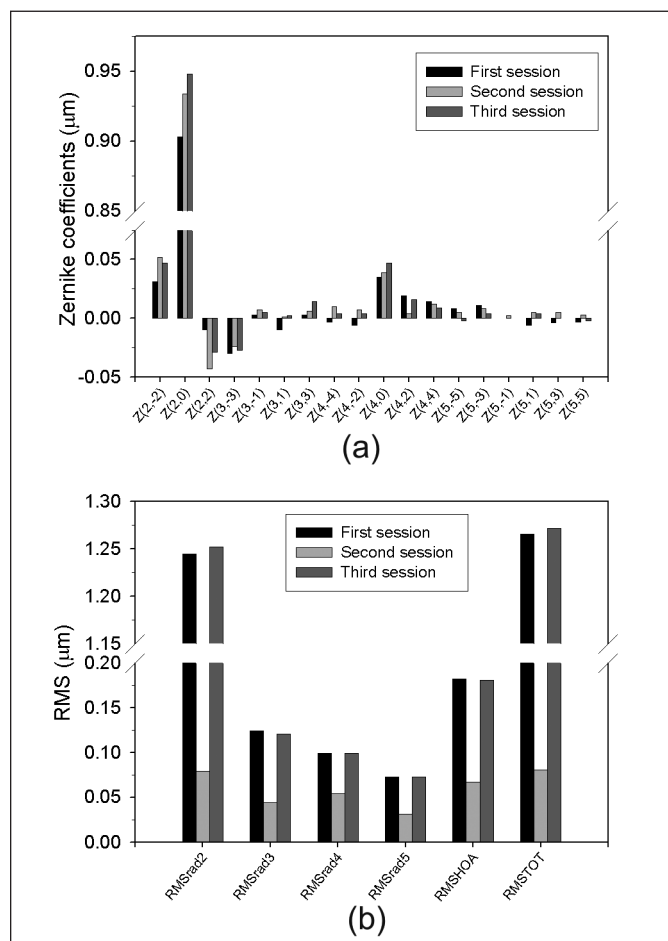 Zernike coefficients (μm)
0.95
0.90
0.85
0.05
0.00
-0.05
First session
Second session
Third session
Z(2,-2)
Z(2,0)
Z(2,2)
Z(3,-3)
Z(3,-1)
Z(3,1)
Z(3,3)
Z(4,-4)
Z(4,-2)
Z(4,0)
Z(4,2)
Z(4,4)
Z(5,-5)
Z(5,-3)
Z(5,-1)
Z(5,1)
Z(5,3)
Z(5,5)
(a)
RMS (μm)
1.30
1.25
1.20
1.15
0.20
0.15
0.10
0.05
0.00
First session
Second session
Third session
RMSrad2
RMSrad3
RMSrad4
RMSrad5
RMSHOA
RMSTOT
(b)